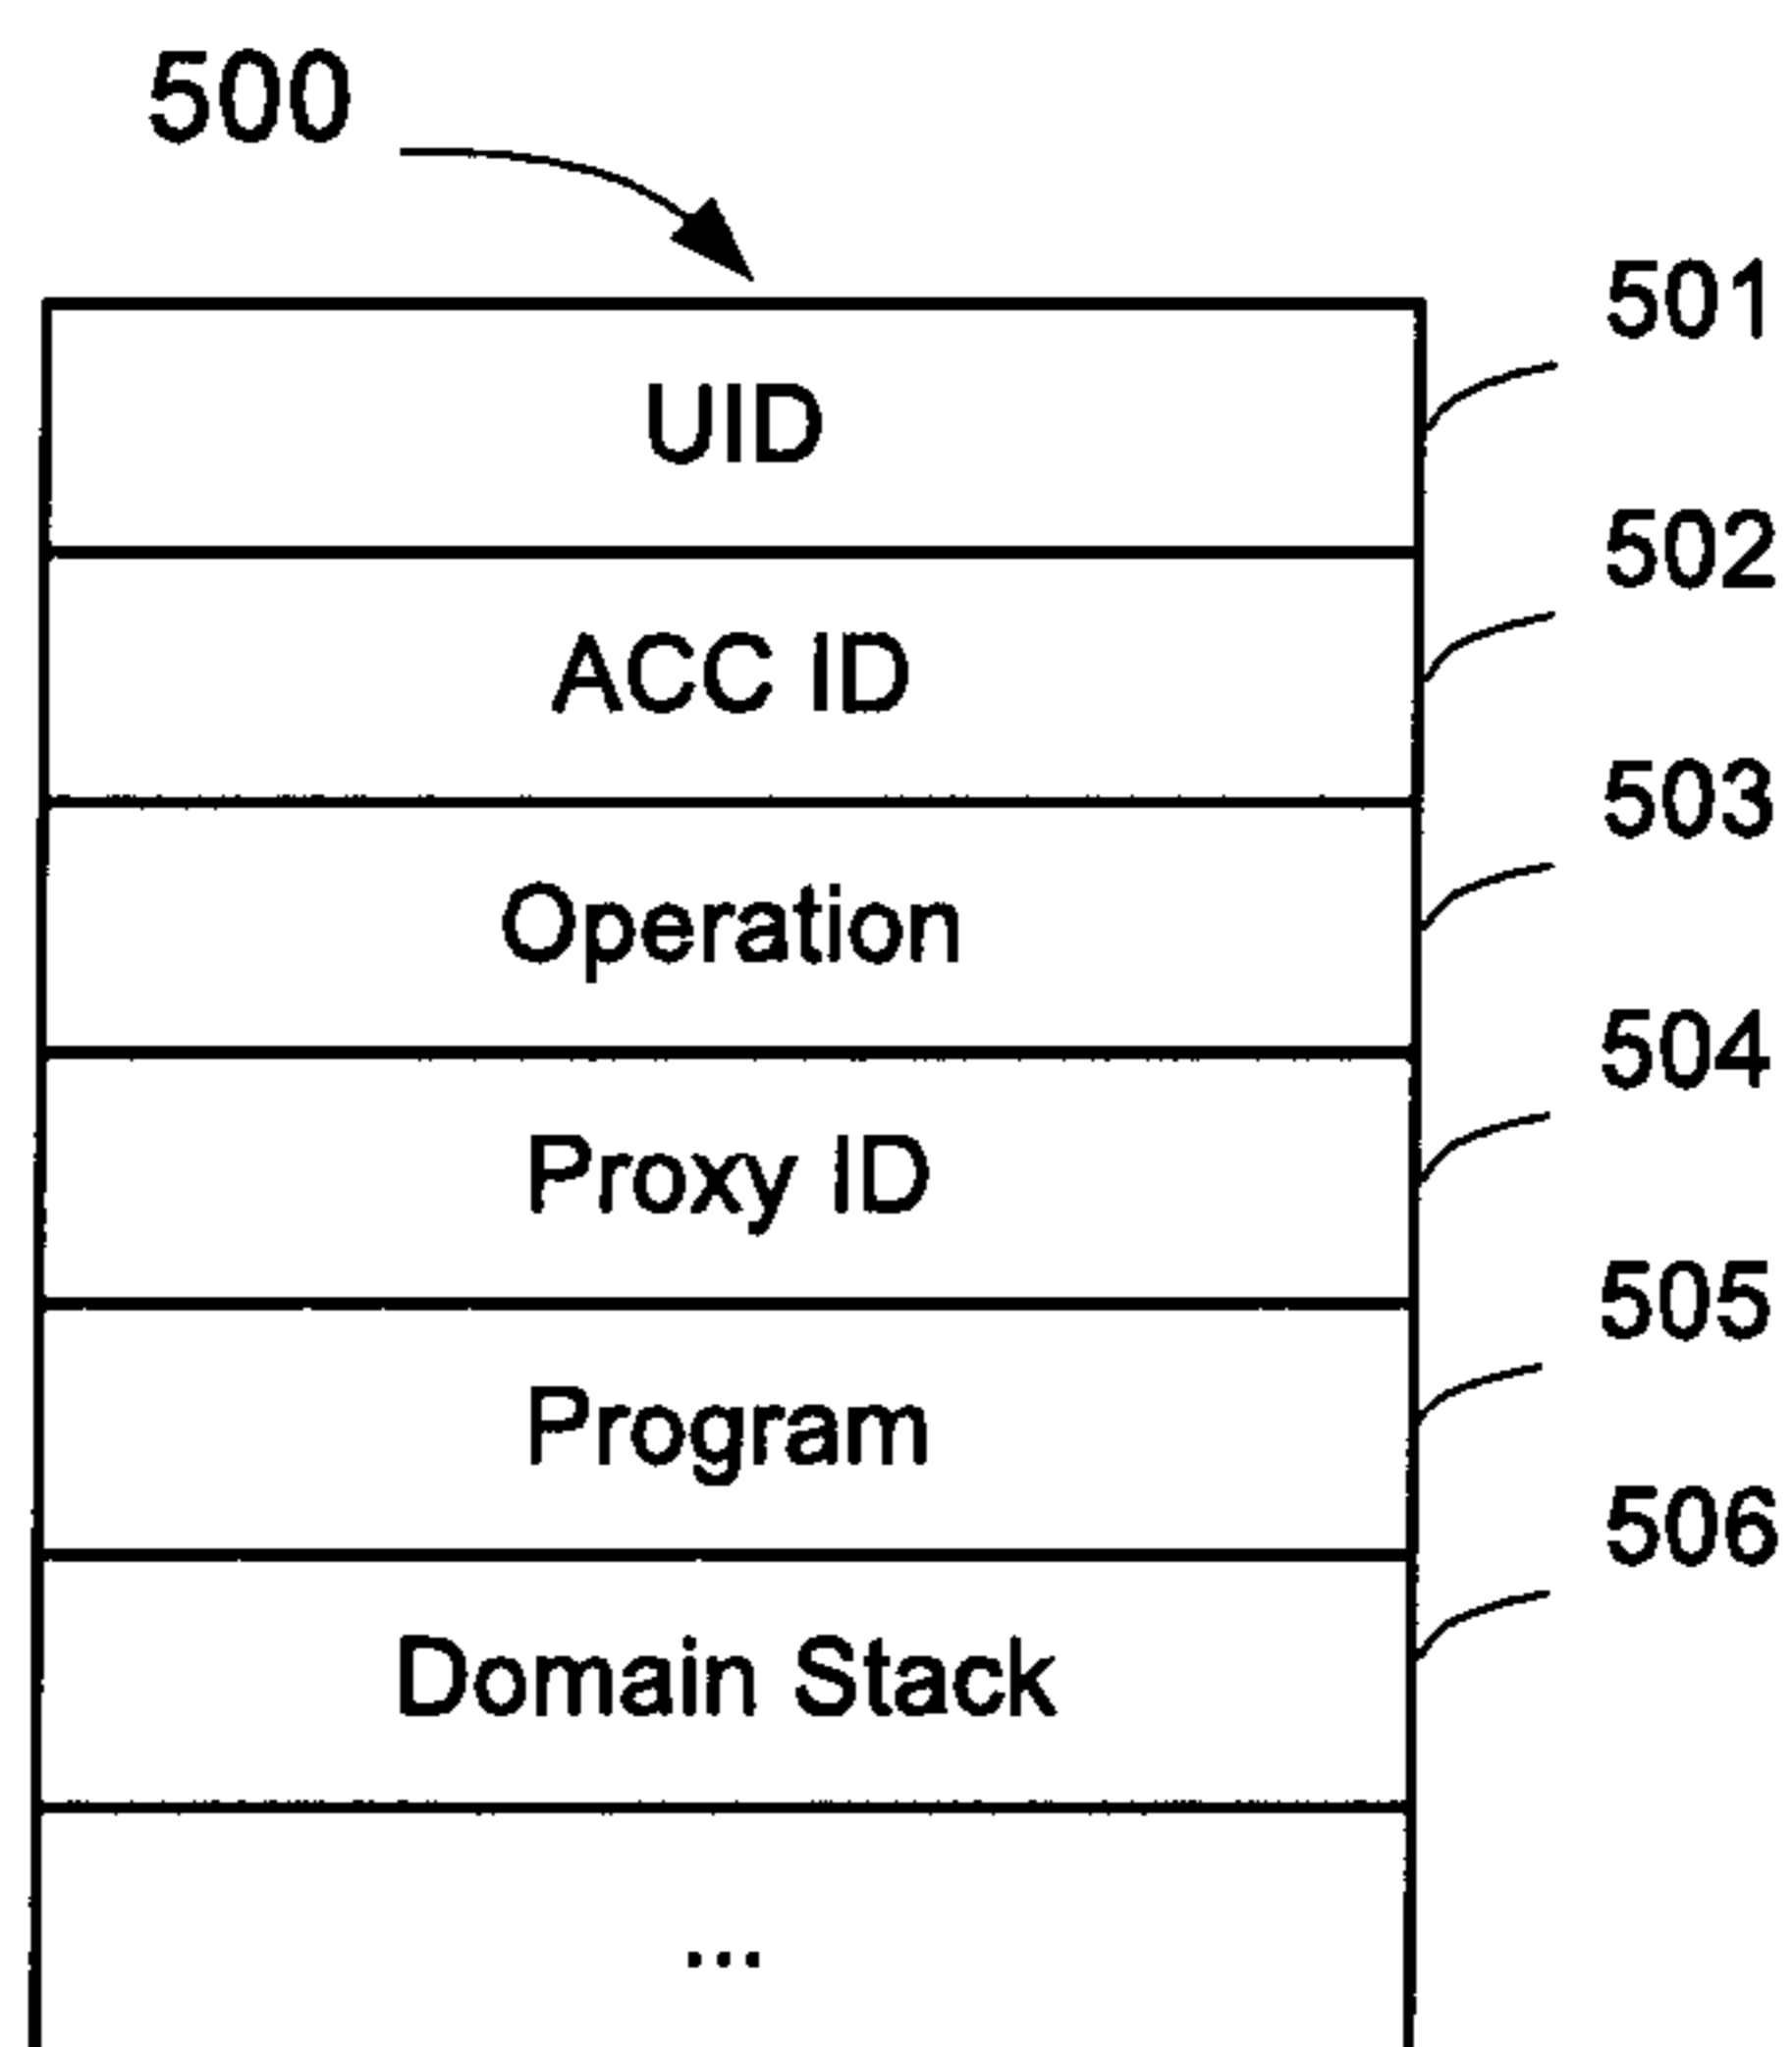 500
501
UID
502
ACC ID
503
Operation
504
Proxy ID
505
Program
506
Domain Stack
...